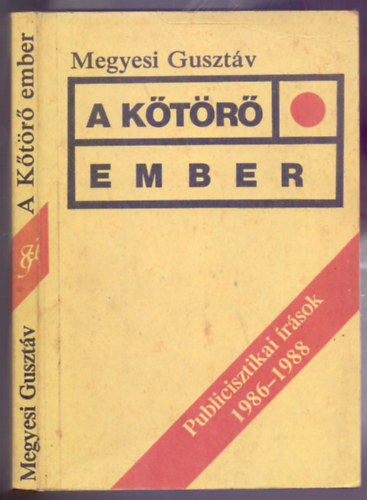 Megyesi Gusztáv
A KŐTÖRŐ
EMBER
Publicisztikai írások
1986–1988
A Kőtörő ember
Megyesi Gusztáv